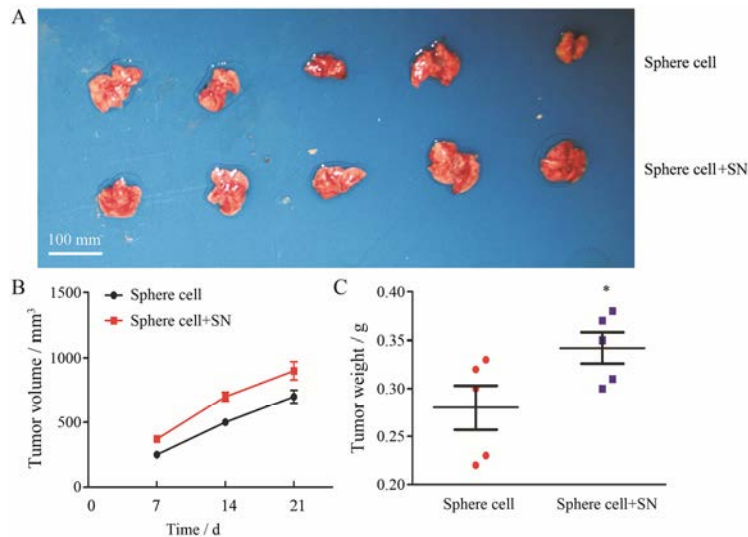 A
Sphere cell
Sphere cell+SN
100 mm
B
Sphere cell
Sphere cell+SN
Tumor volume / mm³
1500
1000
500
0
0
7
14
21
Time / d
C
*
Tumor weight / g
0.40
0.35
0.30
0.25
0.20
Sphere cell
Sphere cell+SN